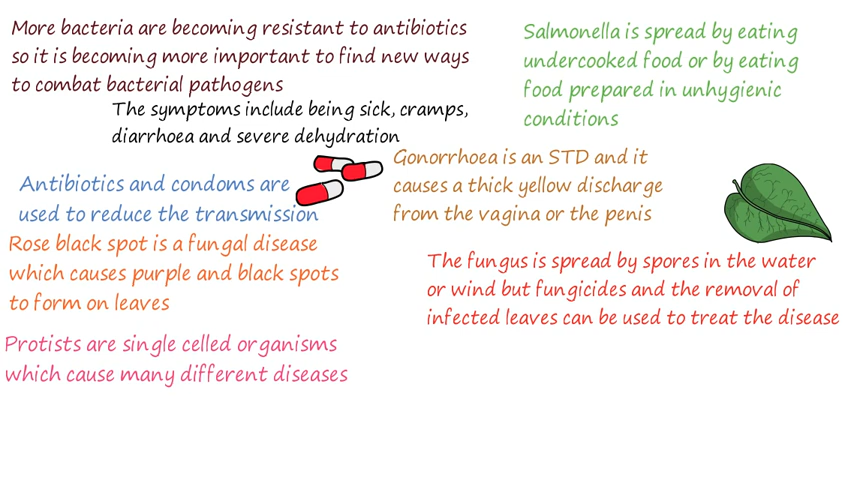 More bacteria are becoming resistant to antibiotics
so it is becoming more important to find new ways
to combat bacterial pathogens
Salmonella is spread by eating
undercooked food or by eating
food prepared in unhygienic
conditions
The symptoms include being sick, cramps,
diarrhoea and severe dehydration
Gonorrhoea is an STD and it
causes a thick yellow discharge
from the vagina or the penis
Antibiotics and condoms are
used to reduce the transmission
Rose black spot is a fungal disease
which causes purple and black spots
to form on leaves
The fungus is spread by spores in the water
or wind but fungicides and the removal of
infected leaves can be used to treat the disease
Protists are single celled organisms
which cause many different diseases